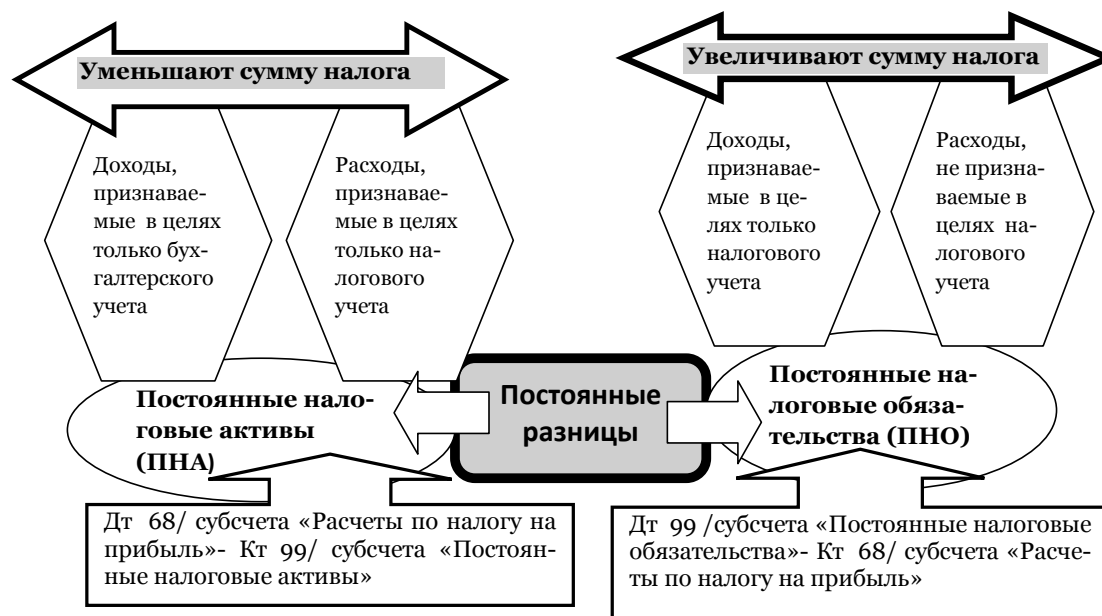 Уменьшают сумму налога
Увеличивают сумму налога
Доходы,
признавае-
мые в целях
только бух-
галтерского
учета
Расходы,
признавае-
мые в целях
только на-
логового
учета
Доходы,
признавае-
мые в це-
лях только
налогового
учета
Расходы,
не призна-
ваемые в
целях на-
логового
учета
Постоянные нало-
говые активы
(ПНА)
Постоянные
разницы
Постоянные на-
логовые обяза-
тельства (ПНО)
Дт 68/ субсчета «Расчеты по налогу на
прибыль»- Кт 99/ субсчета «Постоян-
ные налоговые активы»
Дт 99 /субсчета «Постоянные налоговые
обязательства»- Кт 68/ субсчета «Расче-
ты по налогу на прибыль»